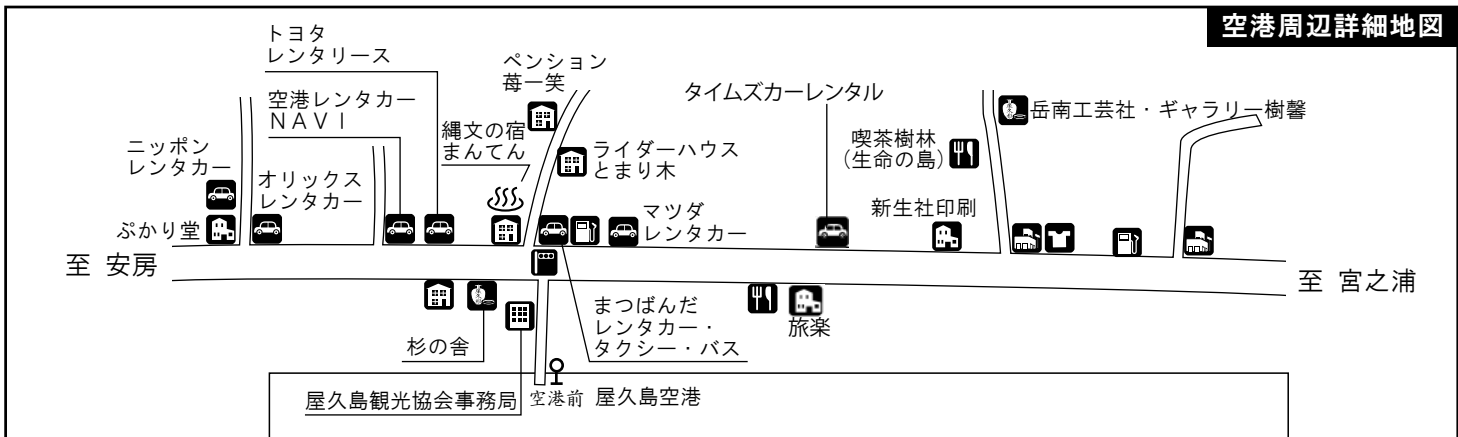 空港周辺詳細地図
トヨタ
レンタリース
ペンション
苺一笑
空港レンタカー
ＮＡＶＩ
タイムズカーレンタル
岳南工芸社・ギャラリー樹馨
縄文の宿
まんてん
ニッポン
レンタカー
ライダーハウス
とまり木
喫茶樹林
(生命の島)
オリックス
レンタカー
マツダ
レンタカー
新生社印刷
ぷかり堂
至 安房
至 宮之浦
まつばんだ
レンタカー・
タクシー・バス
旅楽
杉の舎
屋久島観光協会事務局
空港前
屋久島空港